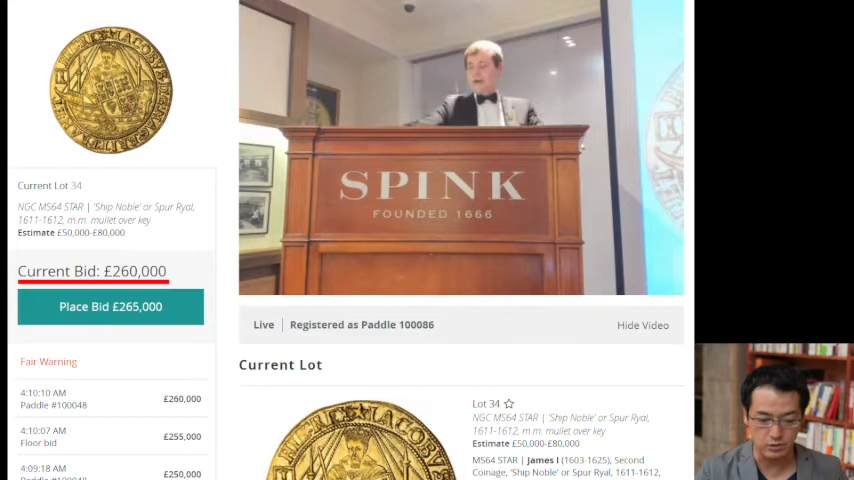 Current Lot 34
NGC MS64 STAR | 'Ship Noble' or Spur Ryal,
1611-1612, m.m. mullet over key
Estimate £50,000-£80,000
Current Bid: £260,000
Place Bid £265,000
Fair Warning
4:10:10 AM
Paddle #100048
£260,000
4:10:07 AM
Floor bid
£255,000
4:09:18 AM
£250,000
SPINK
FOUNDED 1666
Live | Registered as Paddle 100086
Hide Video
Current Lot
Lot 34
NGC MS64 STAR | 'Ship Noble' or Spur Ryal,
1611-1612, m.m. mullet over key
Estimate £50,000-£80,000
MS64 STAR | James I (1603-1625), Second
Coinage, 'Ship Noble' or Spur Ryal, 1611-1612,